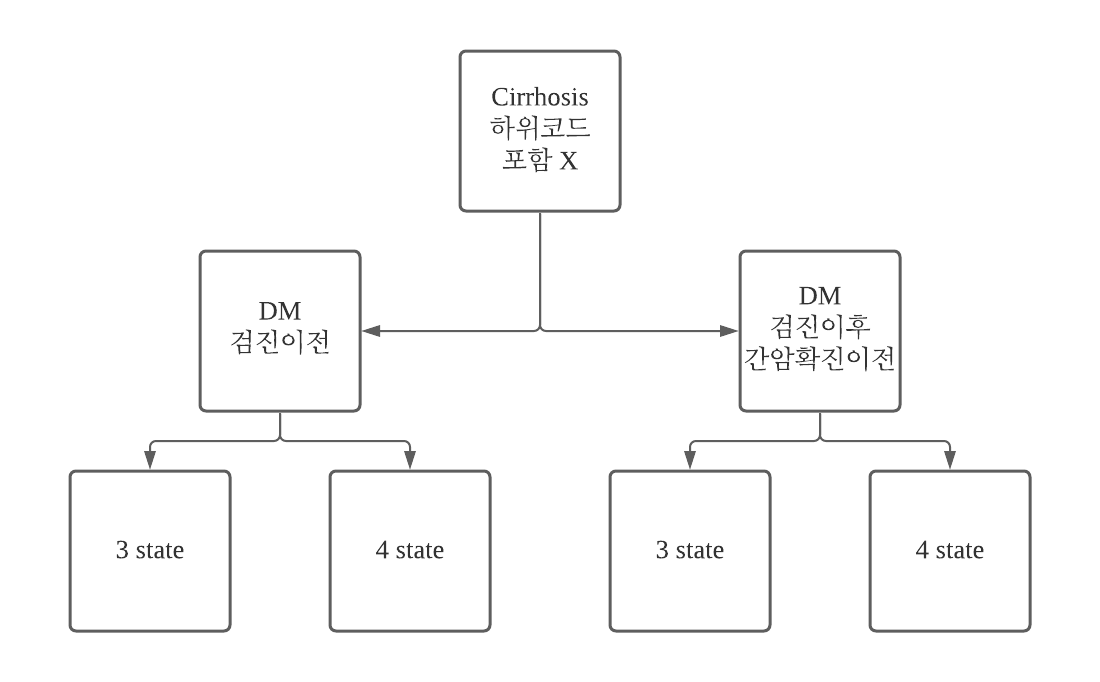 Cirrhosis
하위코드
포함 X
DM
검진이전
DM
검진이후
간암확진이전
3 state
4 state
3 state
4 state